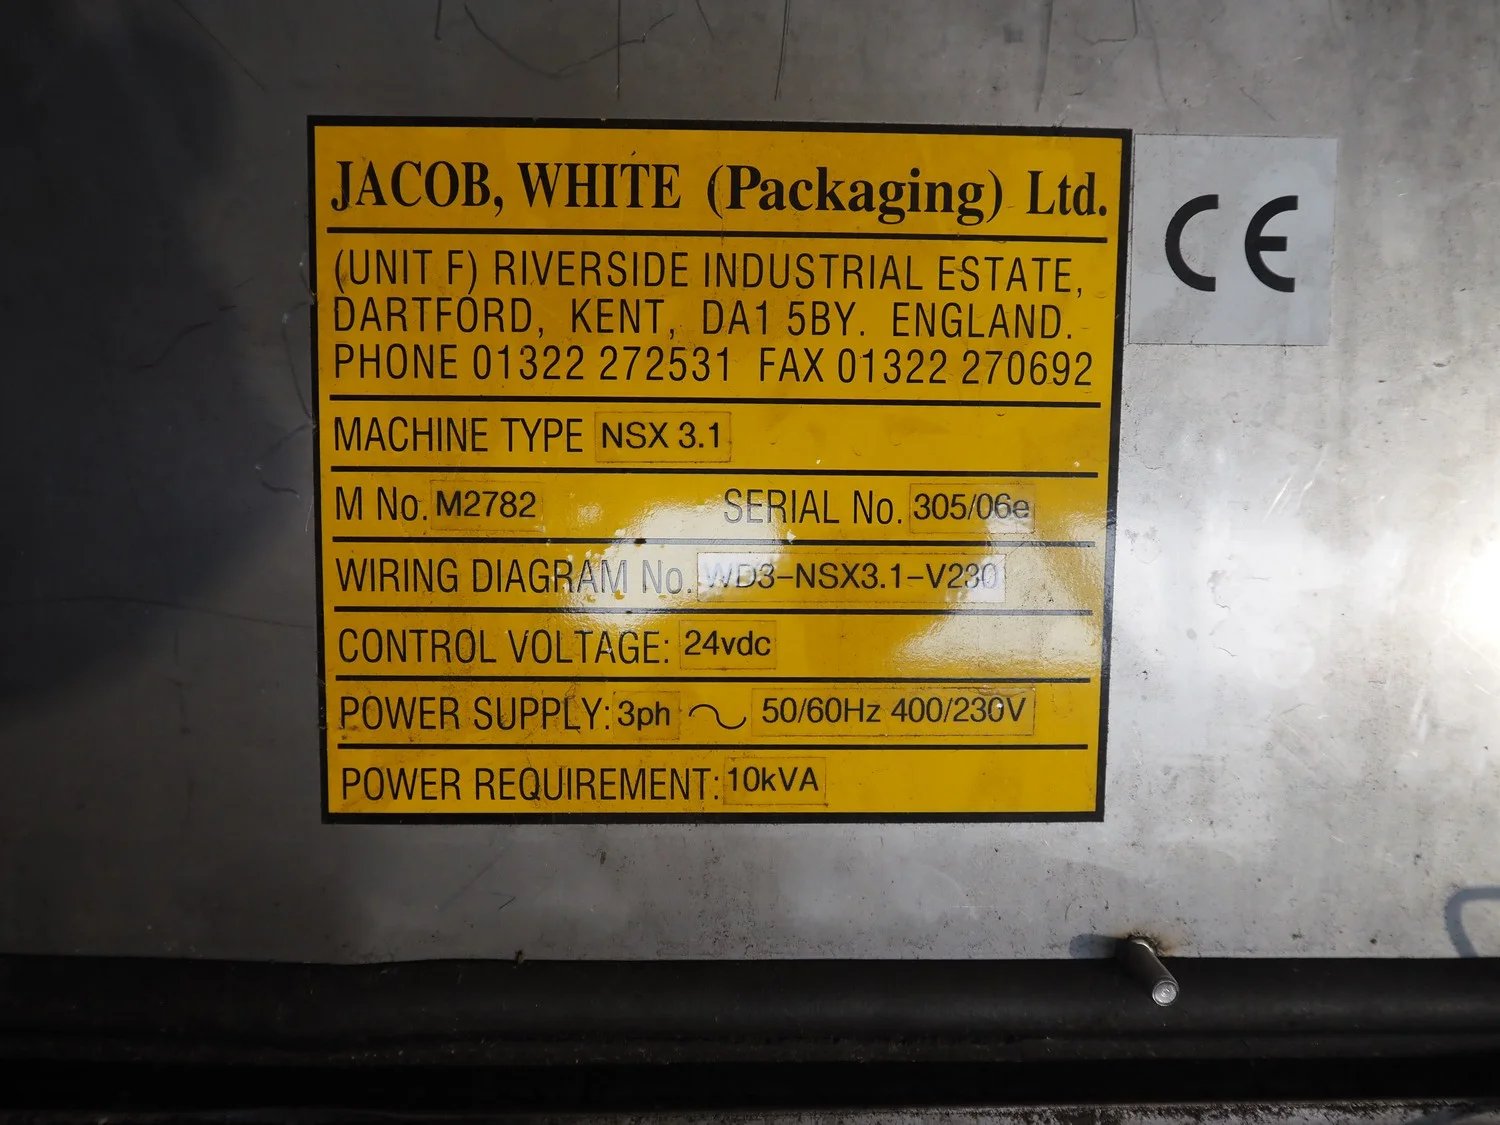 JACOB, WHITE (Packaging) Ltd.
(UNIT F) RIVERSIDE INDUSTRIAL ESTATE,
DARTFORD, KENT, DA1 5BY. ENGLAND.
PHONE 01322 272531 FAX 01322 270692
MACHINE TYPE NSX 3.1
M No. M2782 SERIAL No. 305/06e
WIRING DIAGRAM No. WD3-NSX3.1-V230
CONTROL VOLTAGE: 24vdc
POWER SUPPLY: 3ph 50/60Hz 400/230V
POWER REQUIREMENT: 10kVA
CE